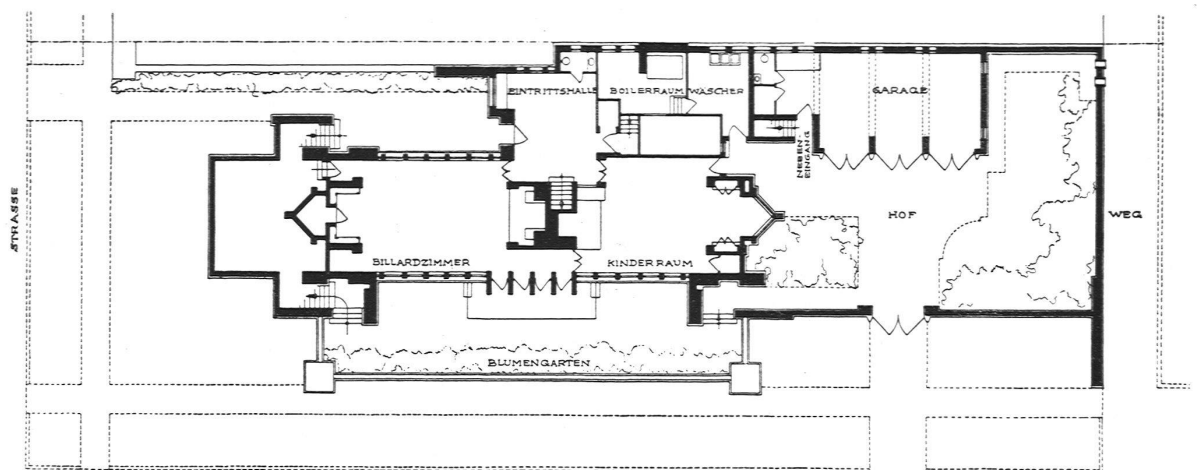 EINTRITTSHALLE
BOILERRAUM
WÄSCHER
GARAGE
NEBEN-
EINGANG
STRASSE
HOF
WEG
BILLARDZIMMER
KINDERRAUM
BLUMENGARTEN